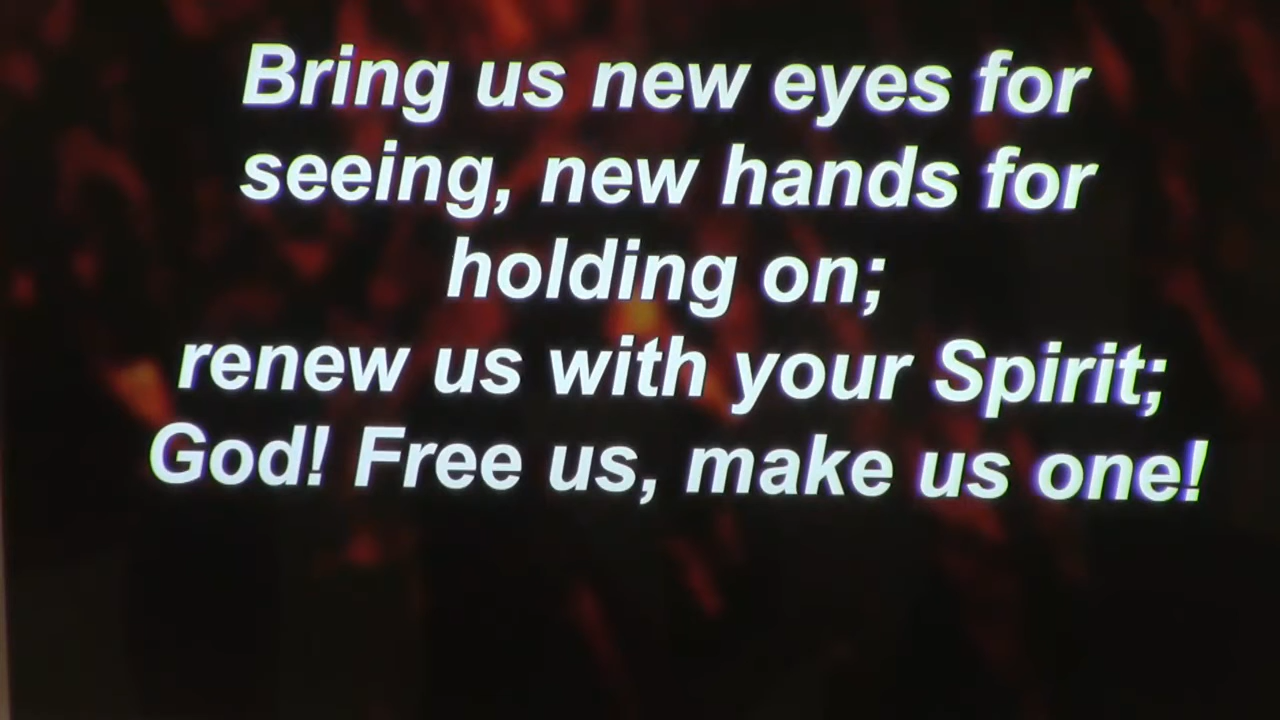 Bring us new eyes for
seeing, new hands for
holding on;
renew us with your Spirit;
God! Free us, make us one!